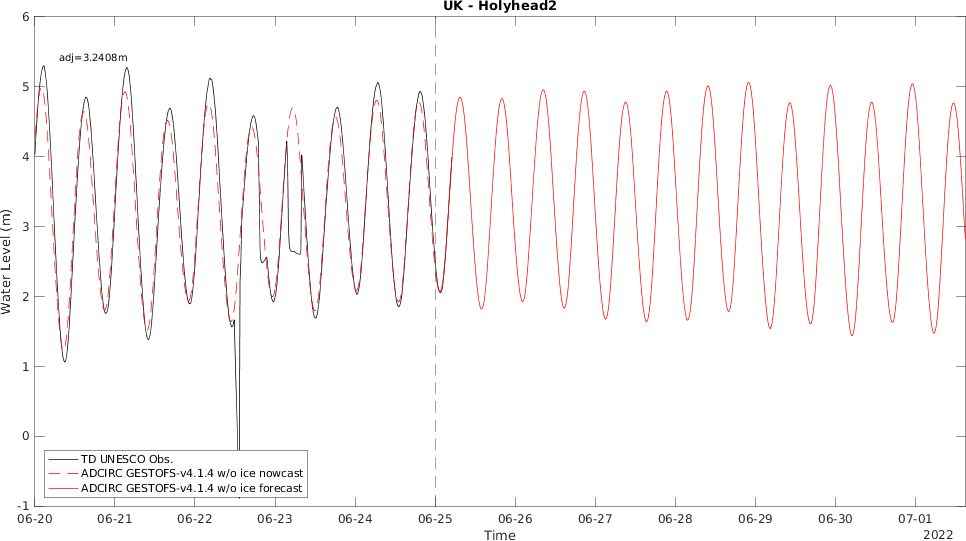 UK - Holyhead2
adj=3.2408m
Water Level (m)
6
5
4
3
2
1
0
-1
TD UNESCO Obs.
ADCIRC GESTOFS-v4.1.4 w/o ice nowcast
ADCIRC GESTOFS-v4.1.4 w/o ice forecast
06-20 06-21 06-22 06-23 06-24 06-25 06-26 06-27 06-28 06-29 06-30 07-01
Time
2022